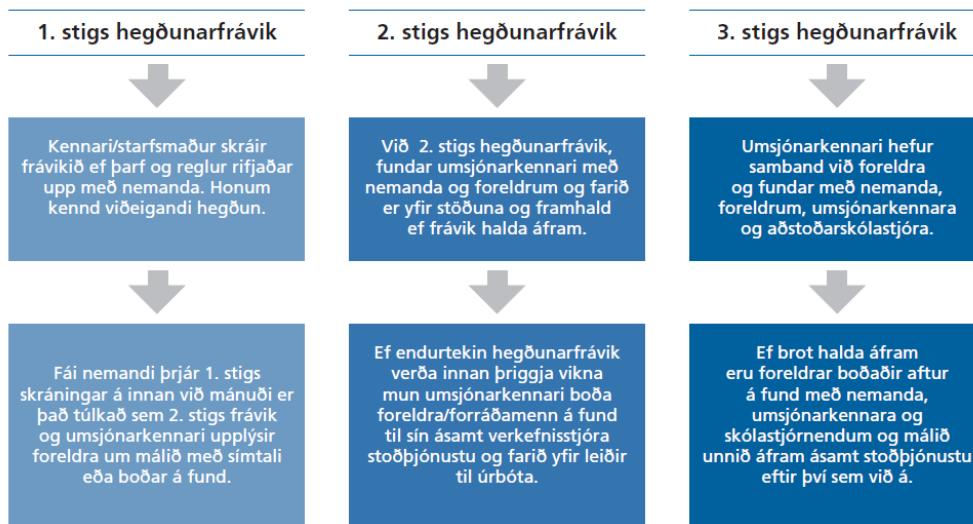 1. stigs hegðunarfrávik
Kennari/starfsmaður skráir
frávikið ef þarf og reglur rifjaðar
upp með nemanda. Honum
kennd viðeigandi hegðun.
Fái nemandi þrjár 1. stigs
skráningar á innan við mánuði er
það túlkað sem 2. stigs frávik
og umsjónarkennari upplýsir
foreldra um málið með símtali
eða boðar á fund.
2. stigs hegðunarfrávik
Við 2. stigs hegðunarfrávik,
fundar umsjónarkennari með
nemanda og foreldrum og farið
er yfir stöðuna og framhald
ef frávik halda áfram.
Ef endurtekin hegðunarfrávik
verða innan þriggja vikna
mun umsjónarkennari boða
foreldra/forráðamenn á fund
til sín ásamt verkefnisstjóra
stoðþjónustu og farið yfir leiðir
til úrbóta.
3. stigs hegðunarfrávik
Umsjónarkennari hefur
samband við foreldra
og fundar með nemanda,
foreldrum, umsjónarkennara
og aðstoðarskólastjóra.
Ef brot halda áfram
eru foreldrar boðaðir aftur
á fund með nemanda,
umsjónarkennara og
skólastjórnendum og málið
unnið áfram ásamt stoðþjónustu
eftir því sem við á.